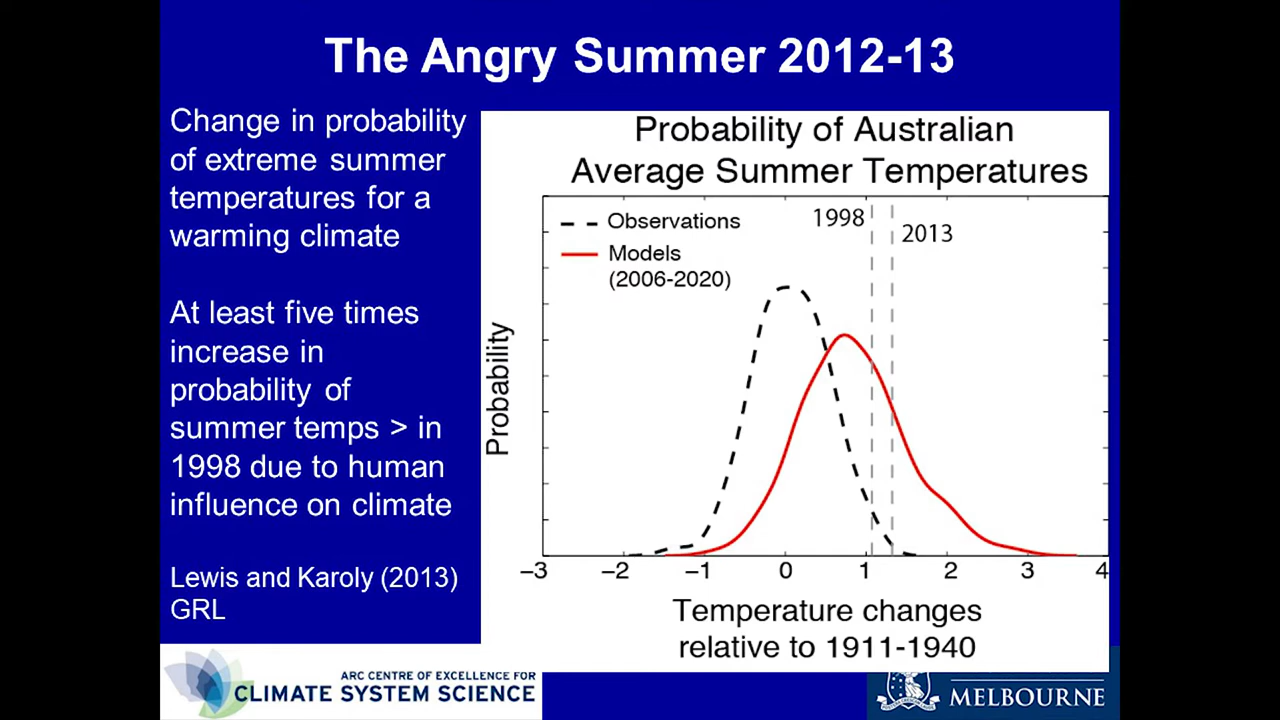 The Angry Summer 2012-13
Change in probability
of extreme summer
temperatures for a
warming climate
At least five times
increase in
probability of
summer temps > in
1998 due to human
influence on climate
Lewis and Karoly (2013)
GRL
Probability of Australian
Average Summer Temperatures
Observations
Models
(2006-2020)
1998
2013
Probability
−3 −2 −1 0 1 2 3 4
Temperature changes
relative to 1911-1940
ARC CENTRE OF EXCELLENCE FOR
CLIMATE SYSTEM SCIENCE
MELBOURNE